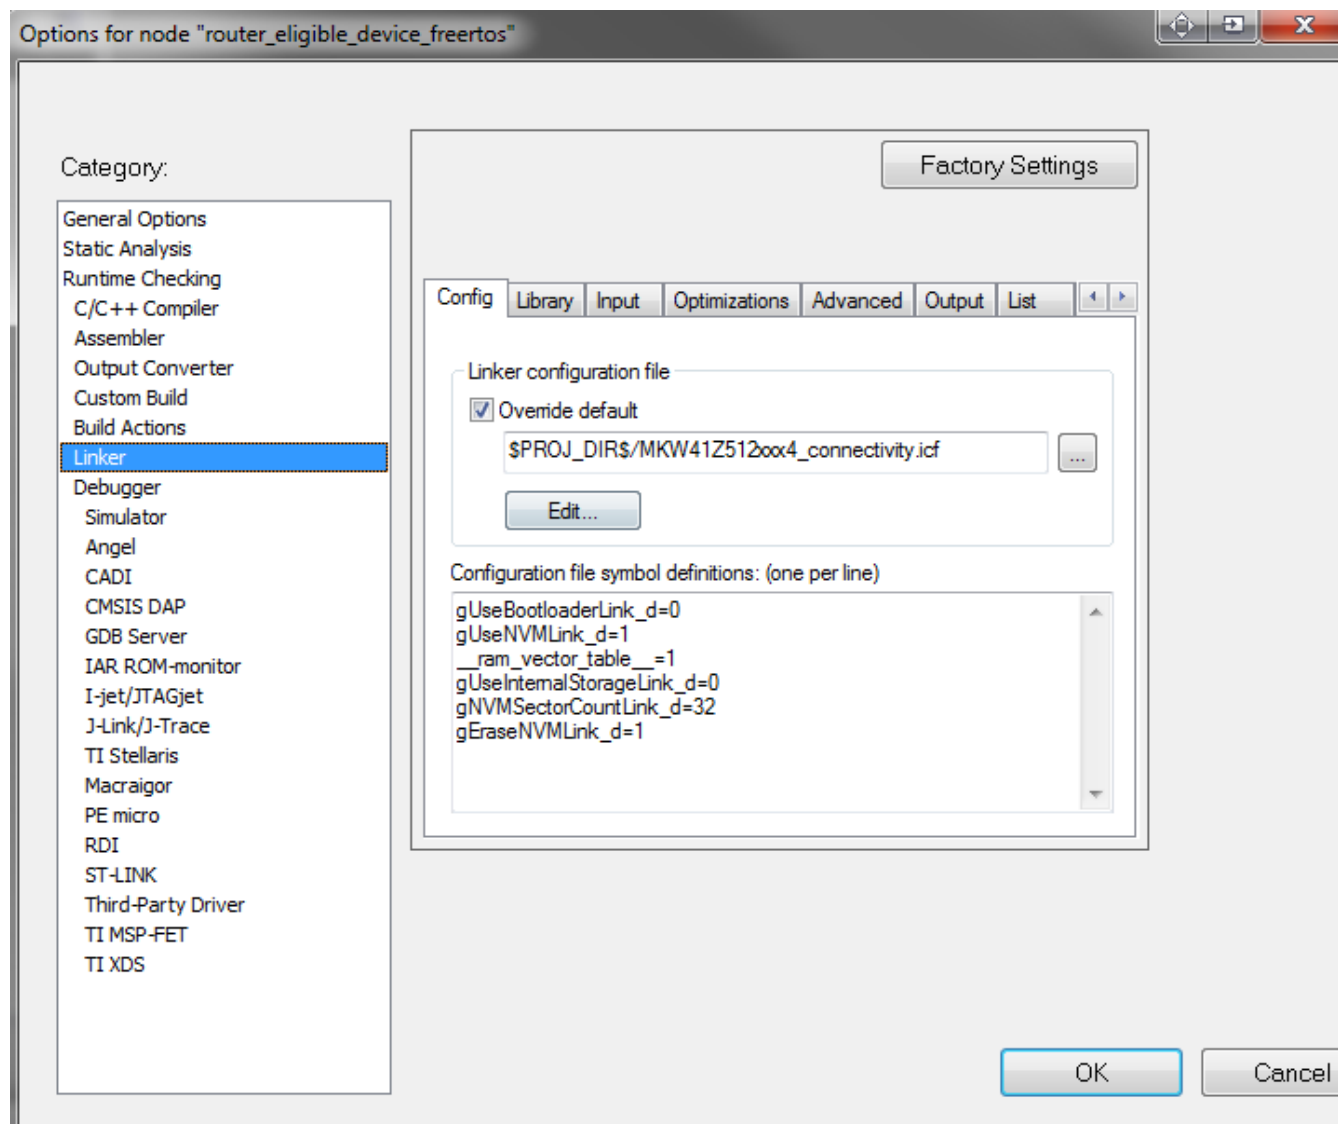 Options for node "router_eligible_device_freertos"
Category:
Factory Settings
General Options
Static Analysis
Runtime Checking
C/C++ Compiler
Assembler
Output Converter
Custom Build
Build Actions
Linker
Debugger
Simulator
Angel
CADI
CMSIS DAP
GDB Server
IAR ROM-monitor
I-jet/JTAGjet
J-Link/J-Trace
TI Stellaris
Macraigor
PE micro
RDI
ST-LINK
Third-Party Driver
TI MSP-FET
TI XDS
Config Library Input Optimizations Advanced Output List
Linker configuration file
Override default
$PROJ_DIR$/MKW41Z512xxx4_connectivity.icf
...
Edit...
Configuration file symbol definitions: (one per line)
gUseBootloaderLink_d=0
gUseNVMLink_d=1
__ram_vector_table__=1
gUseInternalStorageLink_d=0
gNVMSectorCountLink_d=32
gEraseNVMLink_d=1
OK Cancel